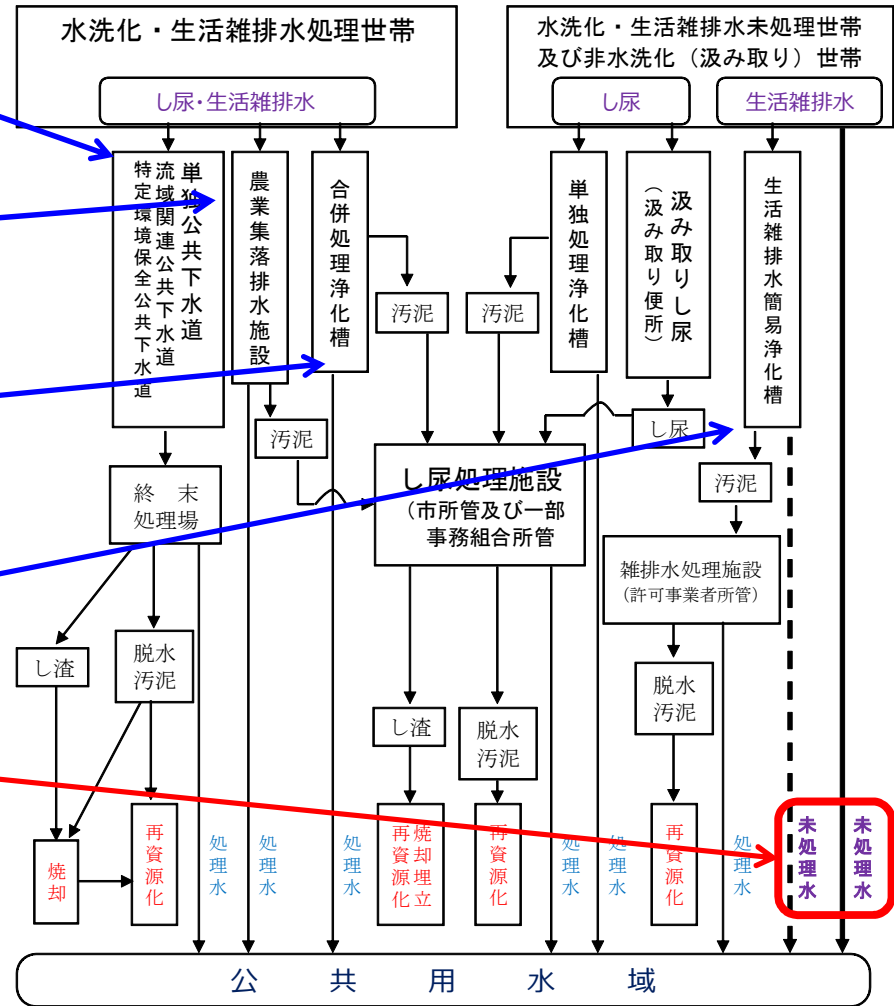 水洗化・生活雑排水処理世帯
し尿・生活雑排水
水洗化・生活雑排水未処理世帯
及び非水洗化（汲み取り）世帯
し尿
生活雑排水
単独公共下水道
流域関連公共下水道
特定環境保全公共下水道
農業集落排水施設
合併処理浄化槽
汚泥
汚泥
単独処理浄化槽
汲み取りし尿
（汲み取り便所）
生活雑排水簡易浄化槽
汚泥
し尿
汚泥
終　末
処理場
し尿処理施設
（市所管及び一部
事務組合所管
雑排水処理施設
（許可事業者所管）
し渣
脱水
汚泥
し渣
脱水
汚泥
脱水
汚泥
焼却
再資源化
処理水
処理水
処理水
焼却埋立
再資源化
再資源化
処理水
処理水
再資源化
処理水
未処理水
未処理水
公　共　用　水　域